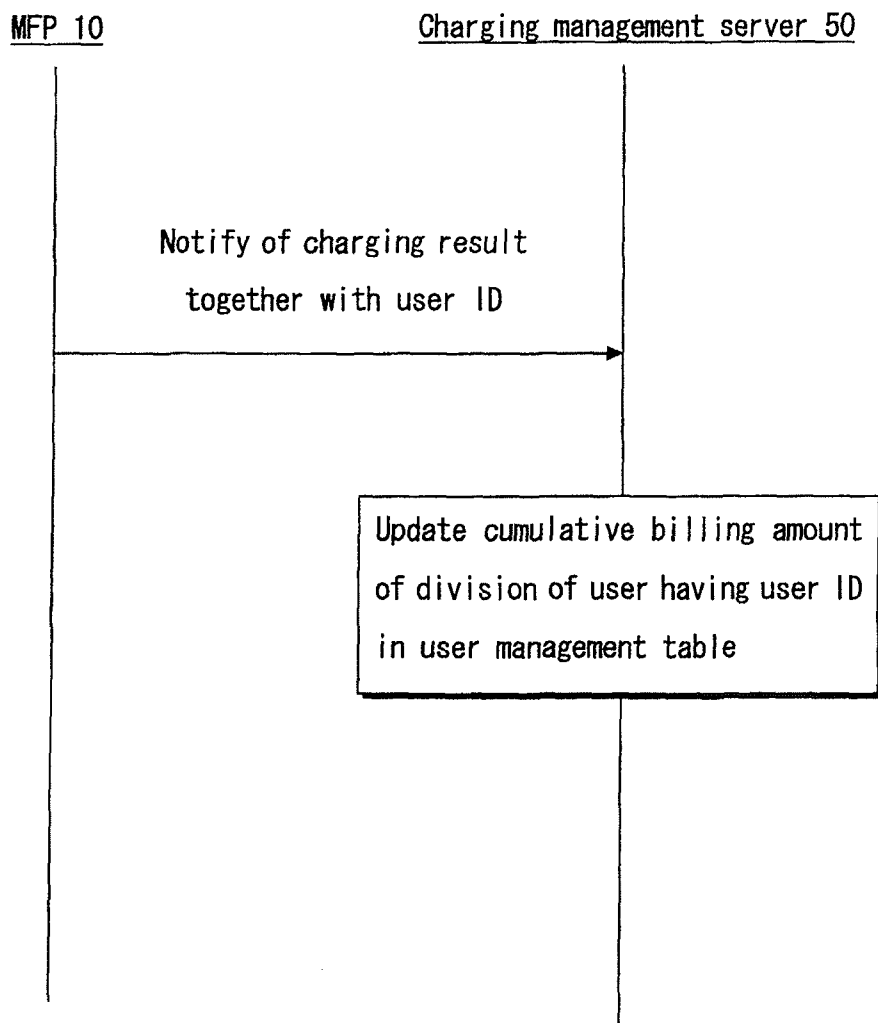 MFP 10
Charging management server 50
Notify of charging result
together with user ID
Update cumulative billing amount
of division of user having user ID
in user management table